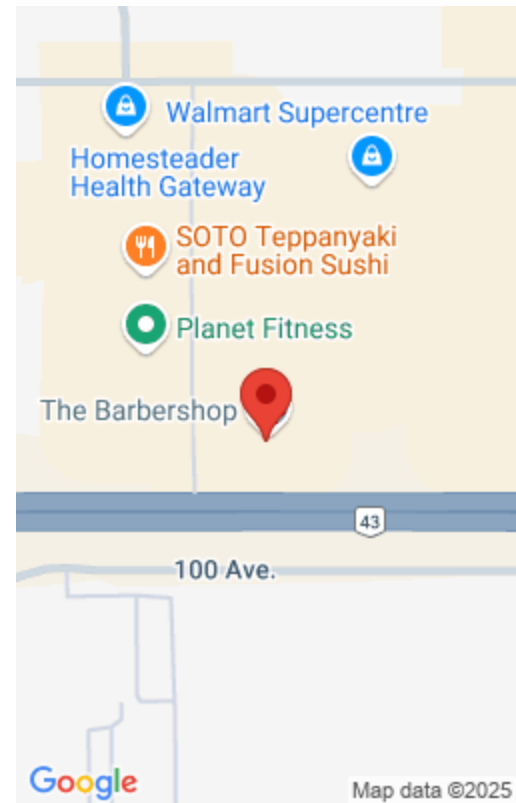 Walmart Supercentre
Homesteader
Health Gateway
SOTO Teppanyaki
and Fusion Sushi
Planet Fitness
The Barbershop
43
100 Ave.
Google
Map data ©2025